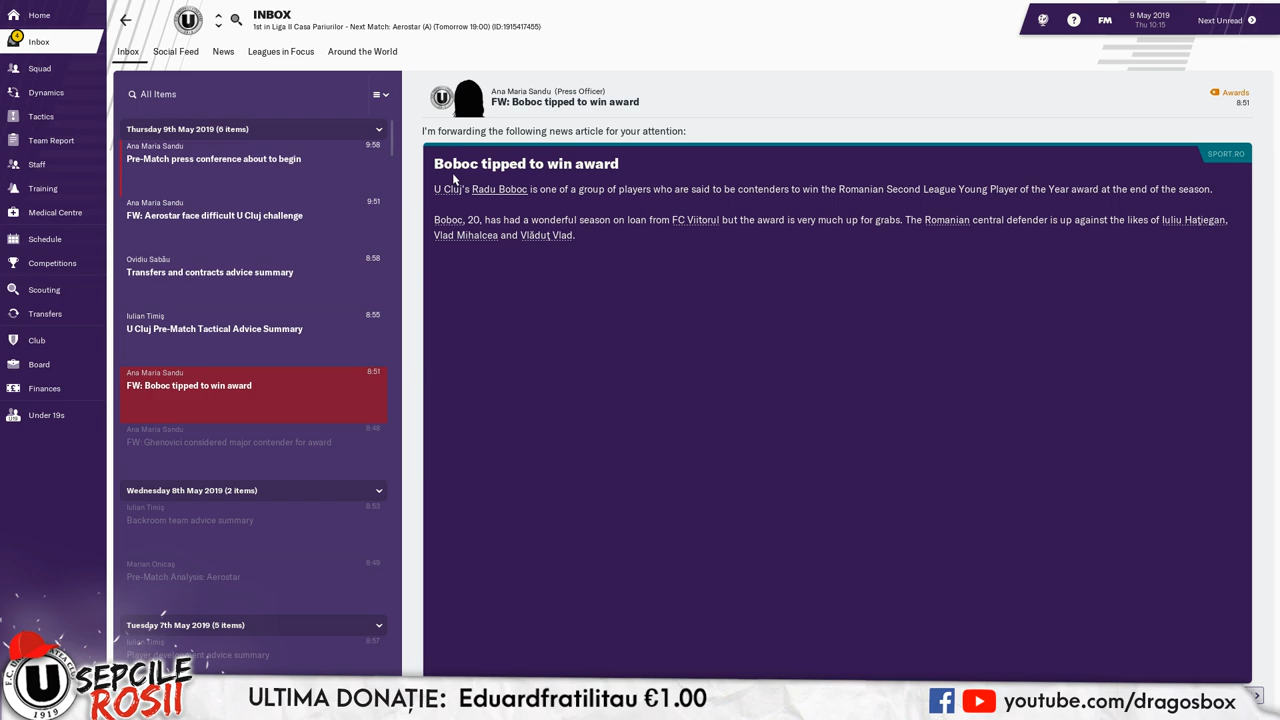 Home
Inbox
4
Squad
Dynamics
Tactics
Team Report
Staff
Training
Medical Centre
Schedule
Competitions
Scouting
Transfers
Club
Board
Finances
Under 19s
INBOX
1st in Liga II Casa Pariurilor - Next Match: Aerostar (A) (Tomorrow 19:00) (ID:1915417455)
FM
9 May 2019
Thu 10:15
Next Unread
Inbox Social Feed News Leagues in Focus Around the World
All Items
Thursday 9th May 2019 (6 items)
Ana Maria Sandu 9:58
Pre-Match press conference about to begin
Ana Maria Sandu 9:51
FW: Aerostar face difficult U Cluj challenge
Ovidiu Sabău 8:58
Transfers and contracts advice summary
Iulian Timiş 8:55
U Cluj Pre-Match Tactical Advice Summary
Ana Maria Sandu 8:51
FW: Boboc tipped to win award
Ana Maria Sandu 8:48
FW: Ghenovici considered major contender for award
Wednesday 8th May 2019 (2 items)
Iulian Timiş 8:53
Backroom team advice summary
Marian Onicaş 8:49
Pre-Match Analysis: Aerostar
Tuesday 7th May 2019 (5 items)
Iulian Timiş 8:57
Player development advice summary
Ana Maria Sandu (Press Officer)
FW: Boboc tipped to win award
Awards
8:51
I'm forwarding the following news article for your attention:
Boboc tipped to win award
SPORT.RO
U Cluj's Radu Boboc is one of a group of players who are said to be contenders to win the Romanian Second League Young Player of the Year award at the end of the season.
Boboc, 20, has had a wonderful season on loan from FC Viitorul but the award is very much up for grabs. The Romanian central defender is up against the likes of Iuliu Haţiegan,
Vlad Mihalcea and Vlăduţ Vlad.
U
1919
SEPCILE
ROSII
ULTIMA DONAȚIE: Eduardfratilitau €1.00
youtube.com/dragosbox